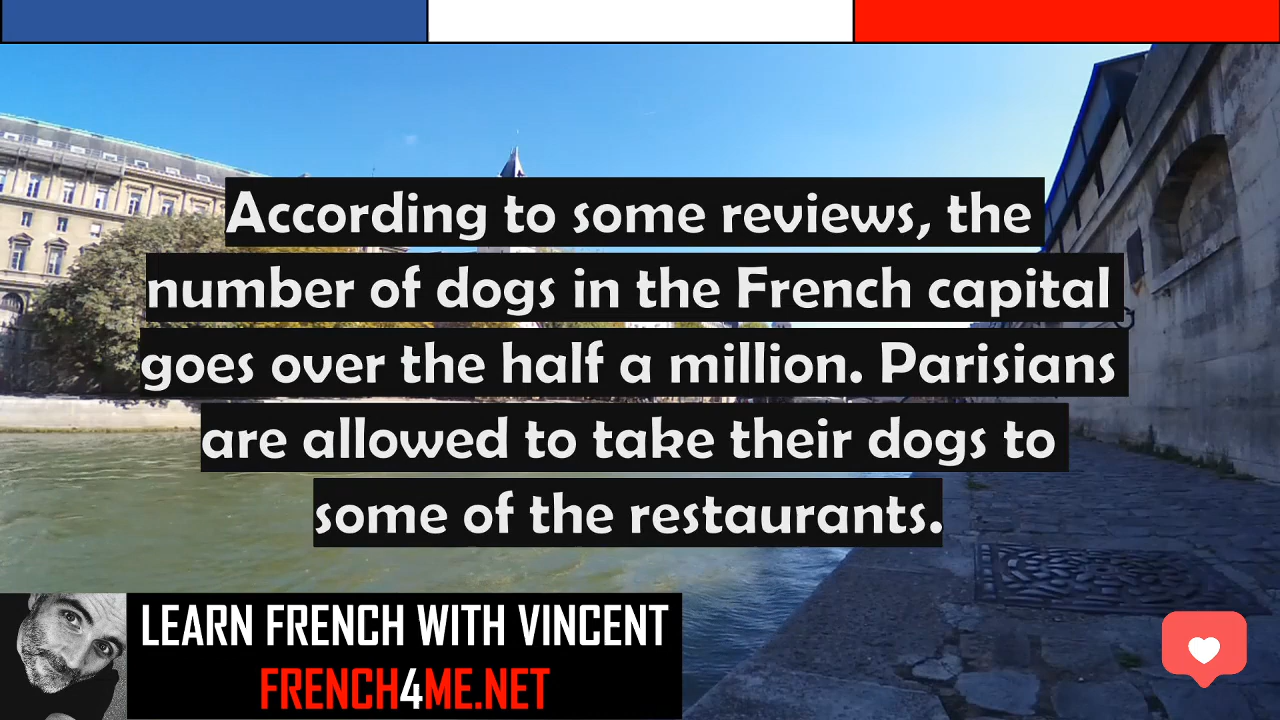 According to some reviews, the
number of dogs in the French capital
goes over the half a million. Parisians
are allowed to take their dogs to
some of the restaurants.
LEARN FRENCH WITH VINCENT
FRENCH4ME.NET